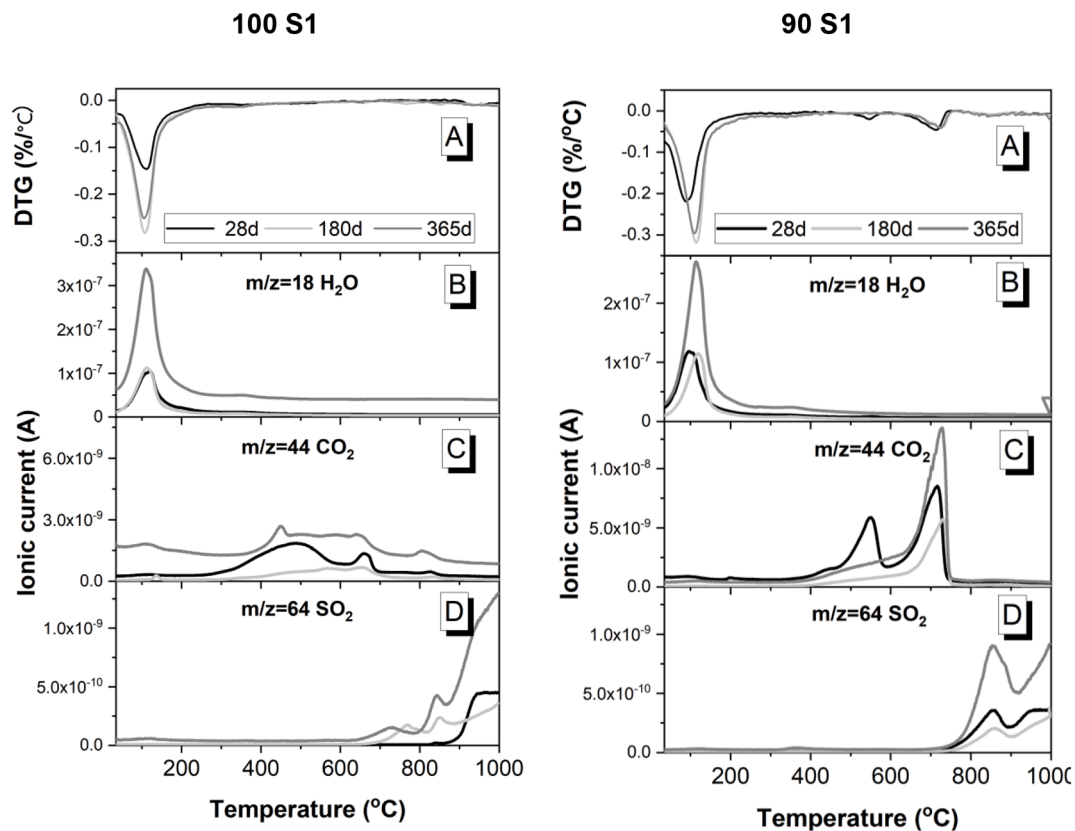 100 S1
90 S1
DTG (%/°C)
0.0
-0.1
-0.2
-0.3
A
28d 180d 365d
m/z=18 H₂O
B
3x10⁻⁷
2x10⁻⁷
1x10⁻⁷
0
Ionic current (A)
m/z=44 CO₂
C
6.0x10⁻⁹
3.0x10⁻⁹
0.0
m/z=64 SO₂
D
1.0x10⁻⁹
5.0x10⁻¹⁰
0.0
200 400 600 800 1000
Temperature (°C)
DTG (%/°C)
0.0
-0.1
-0.2
-0.3
A
28d 180d 365d
m/z=18 H₂O
B
2x10⁻⁷
1x10⁻⁷
0
Ionic current (A)
m/z=44 CO₂
C
1.0x10⁻⁸
5.0x10⁻⁹
0.0
m/z=64 SO₂
D
1.0x10⁻⁹
5.0x10⁻¹⁰
0.0
200 400 600 800 1000
Temperature (°C)